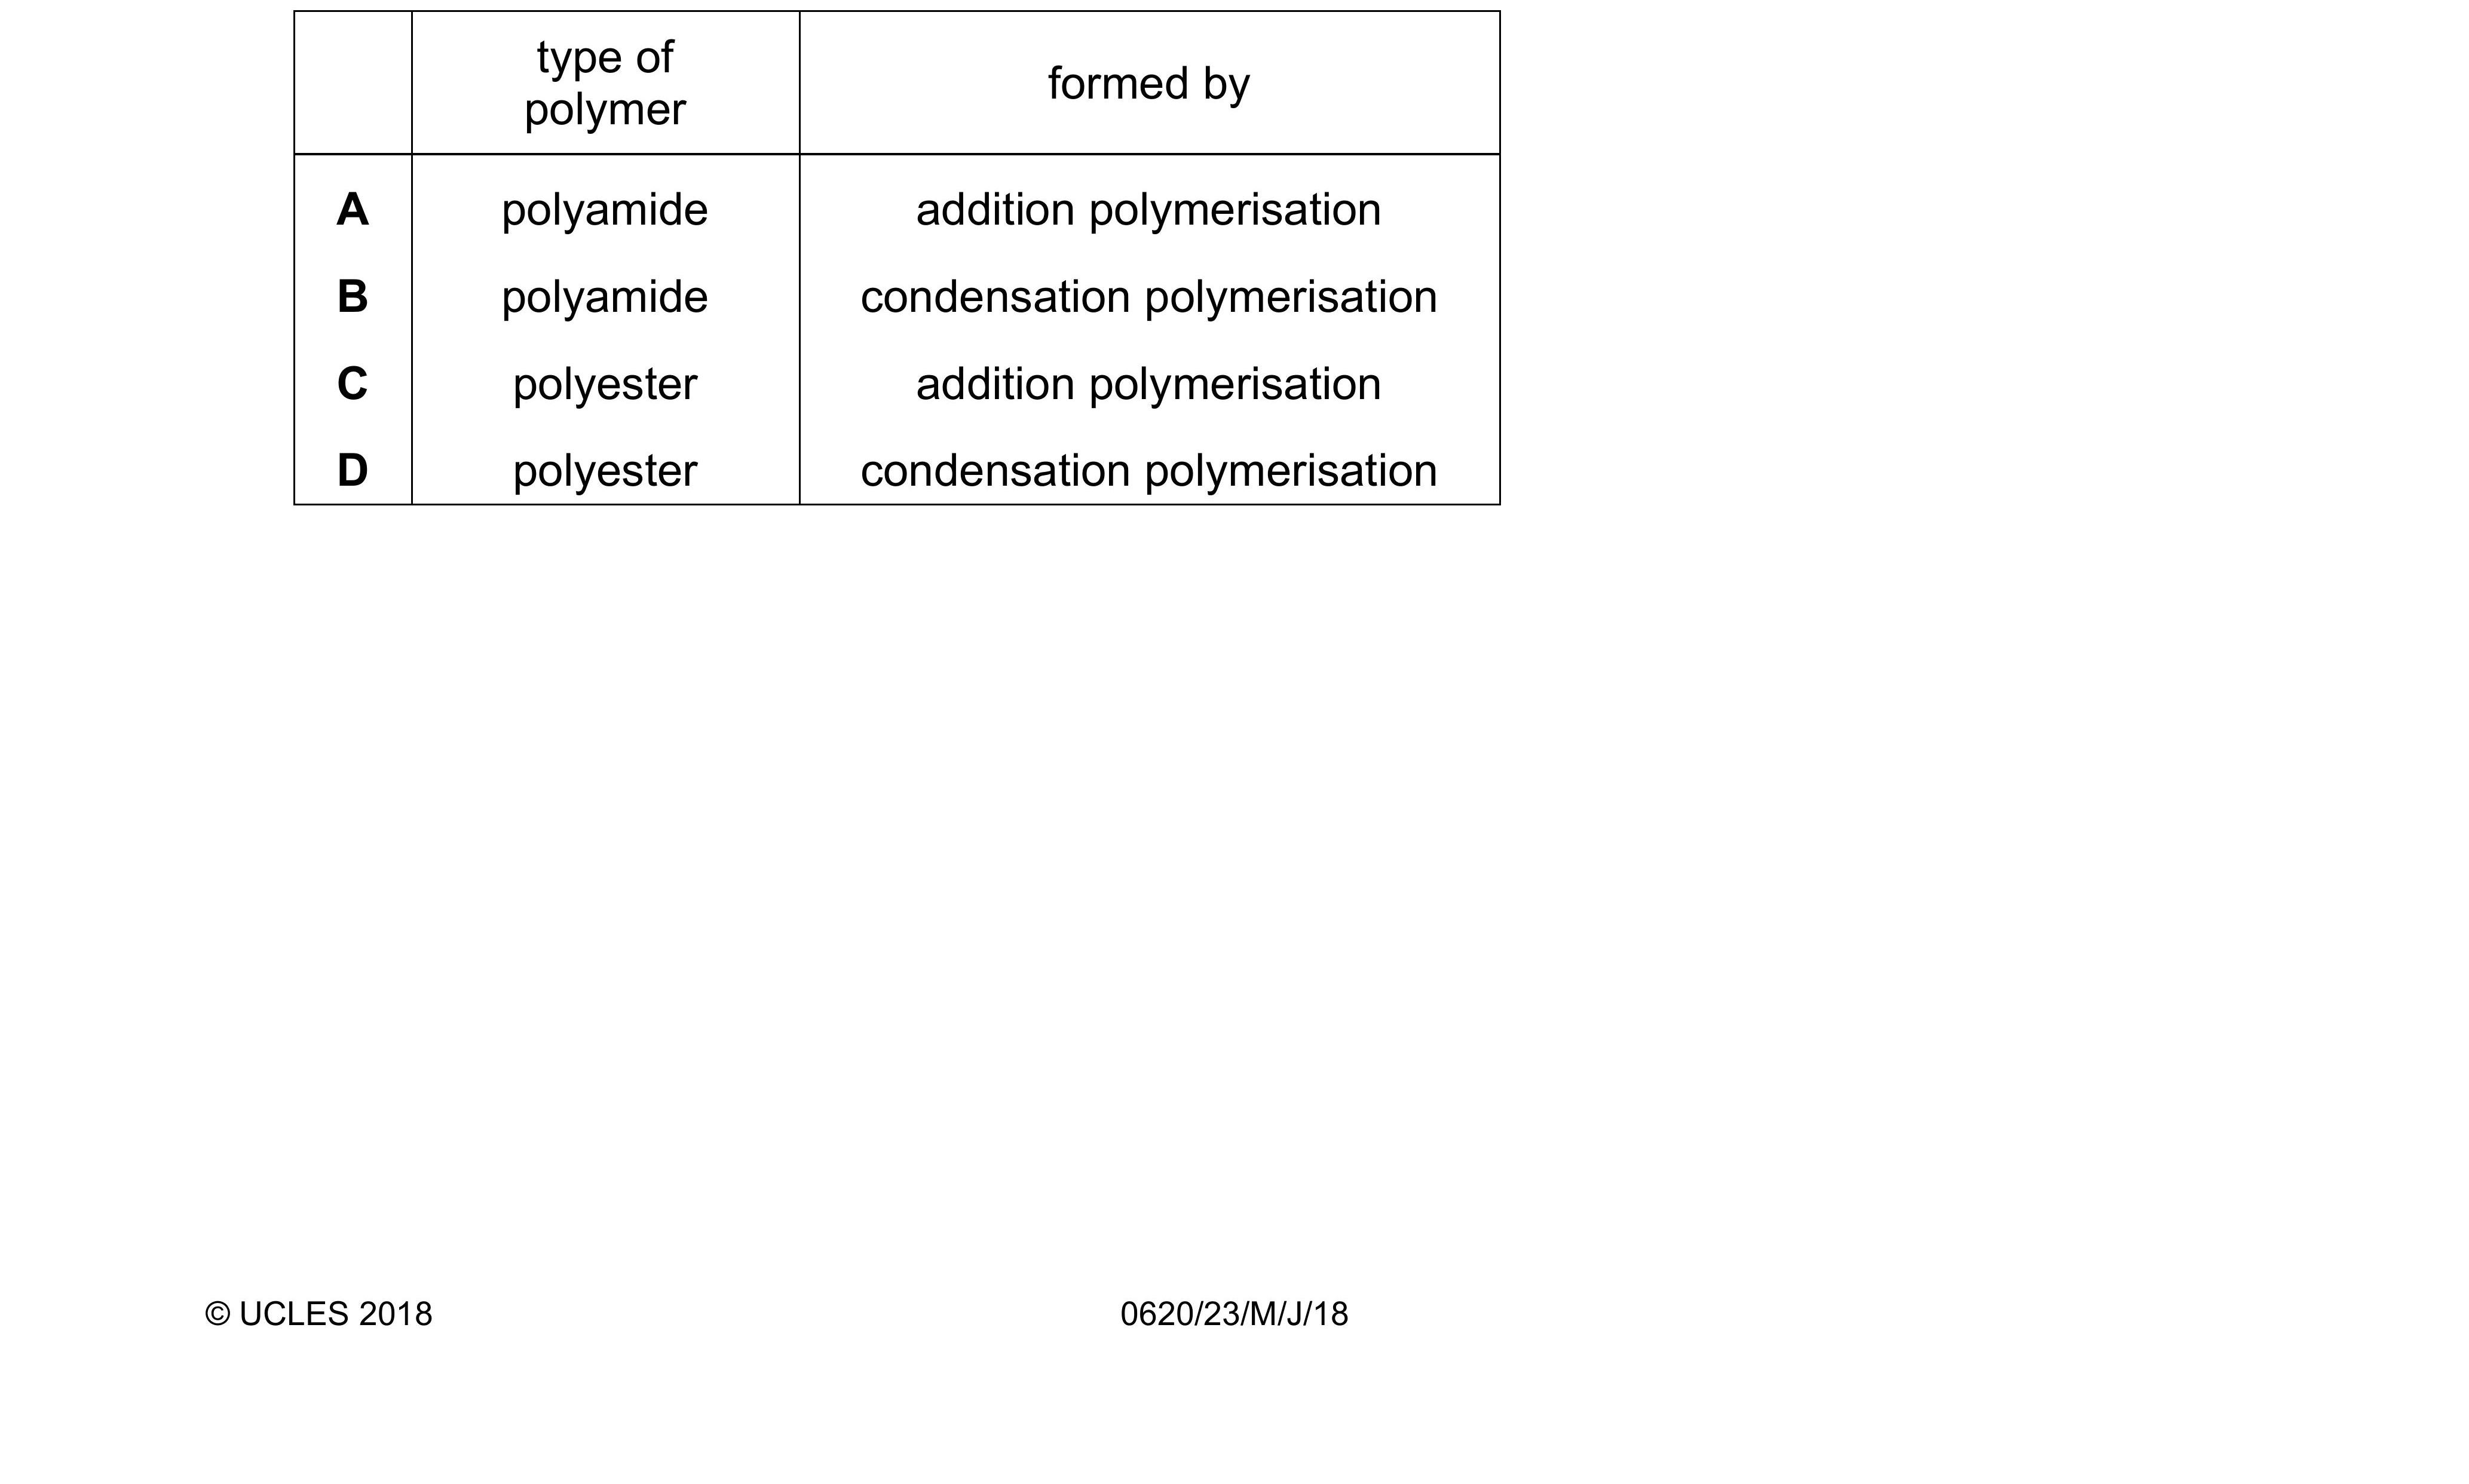 type of
polymer
formed by
A polyamide addition polymerisation
B polyamide condensation polymerisation
C polyester addition polymerisation
D polyester condensation polymerisation
© UCLES 2018 0620/23/M/J/18